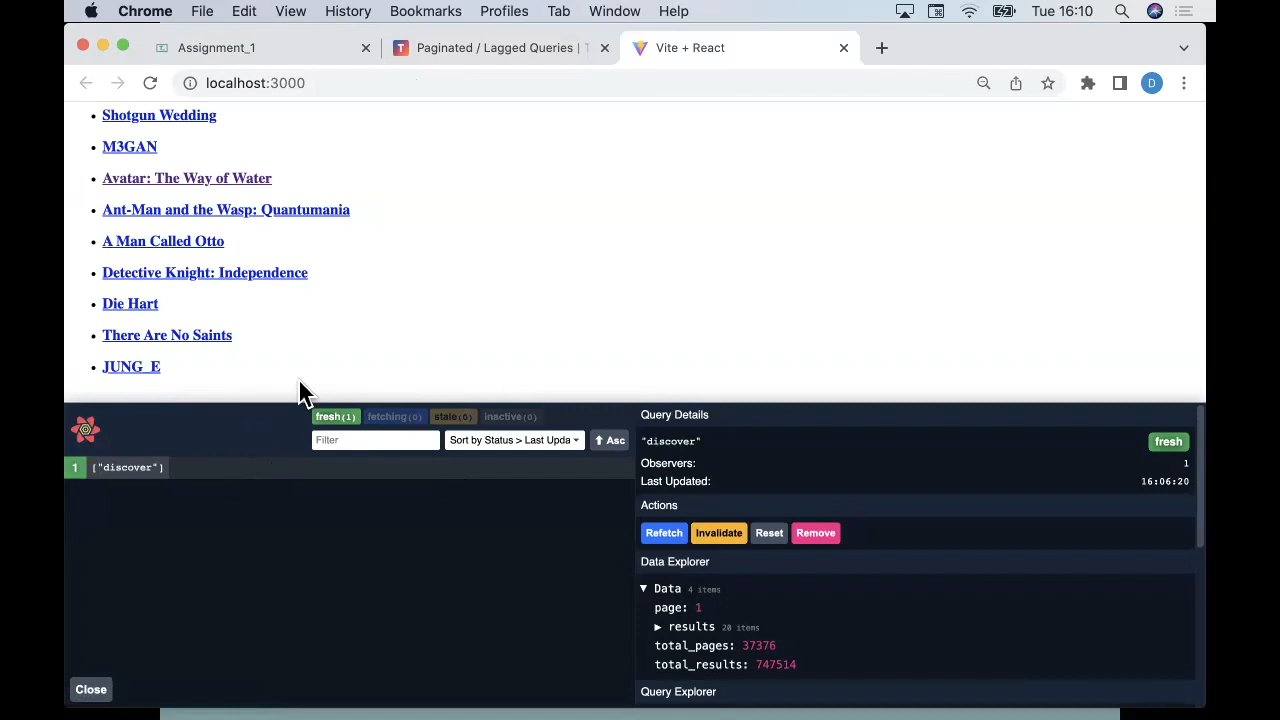 Chrome File Edit View History Bookmarks Profiles Tab Window Help Tue 16:10
Assignment_1 Paginated / Lagged Queries | Vite + React
localhost:3000 D
• Shotgun Wedding
• M3GAN
• Avatar: The Way of Water
• Ant-Man and the Wasp: Quantumania
• A Man Called Otto
• Detective Knight: Independence
• Die Hart
• There Are No Saints
• JUNG_E
fresh(1) fetching(0) stale(0) inactive(0)
Filter Sort by Status > Last Upda Asc
1 ["discover"]
Close
Query Details
"discover" fresh
Observers: 1
Last Updated: 16:06:20
Actions
Refetch Invalidate Reset Remove
Data Explorer
▼ Data 4 items
page: 1
▶ results 20 items
total_pages: 37376
total_results: 747514
Query Explorer